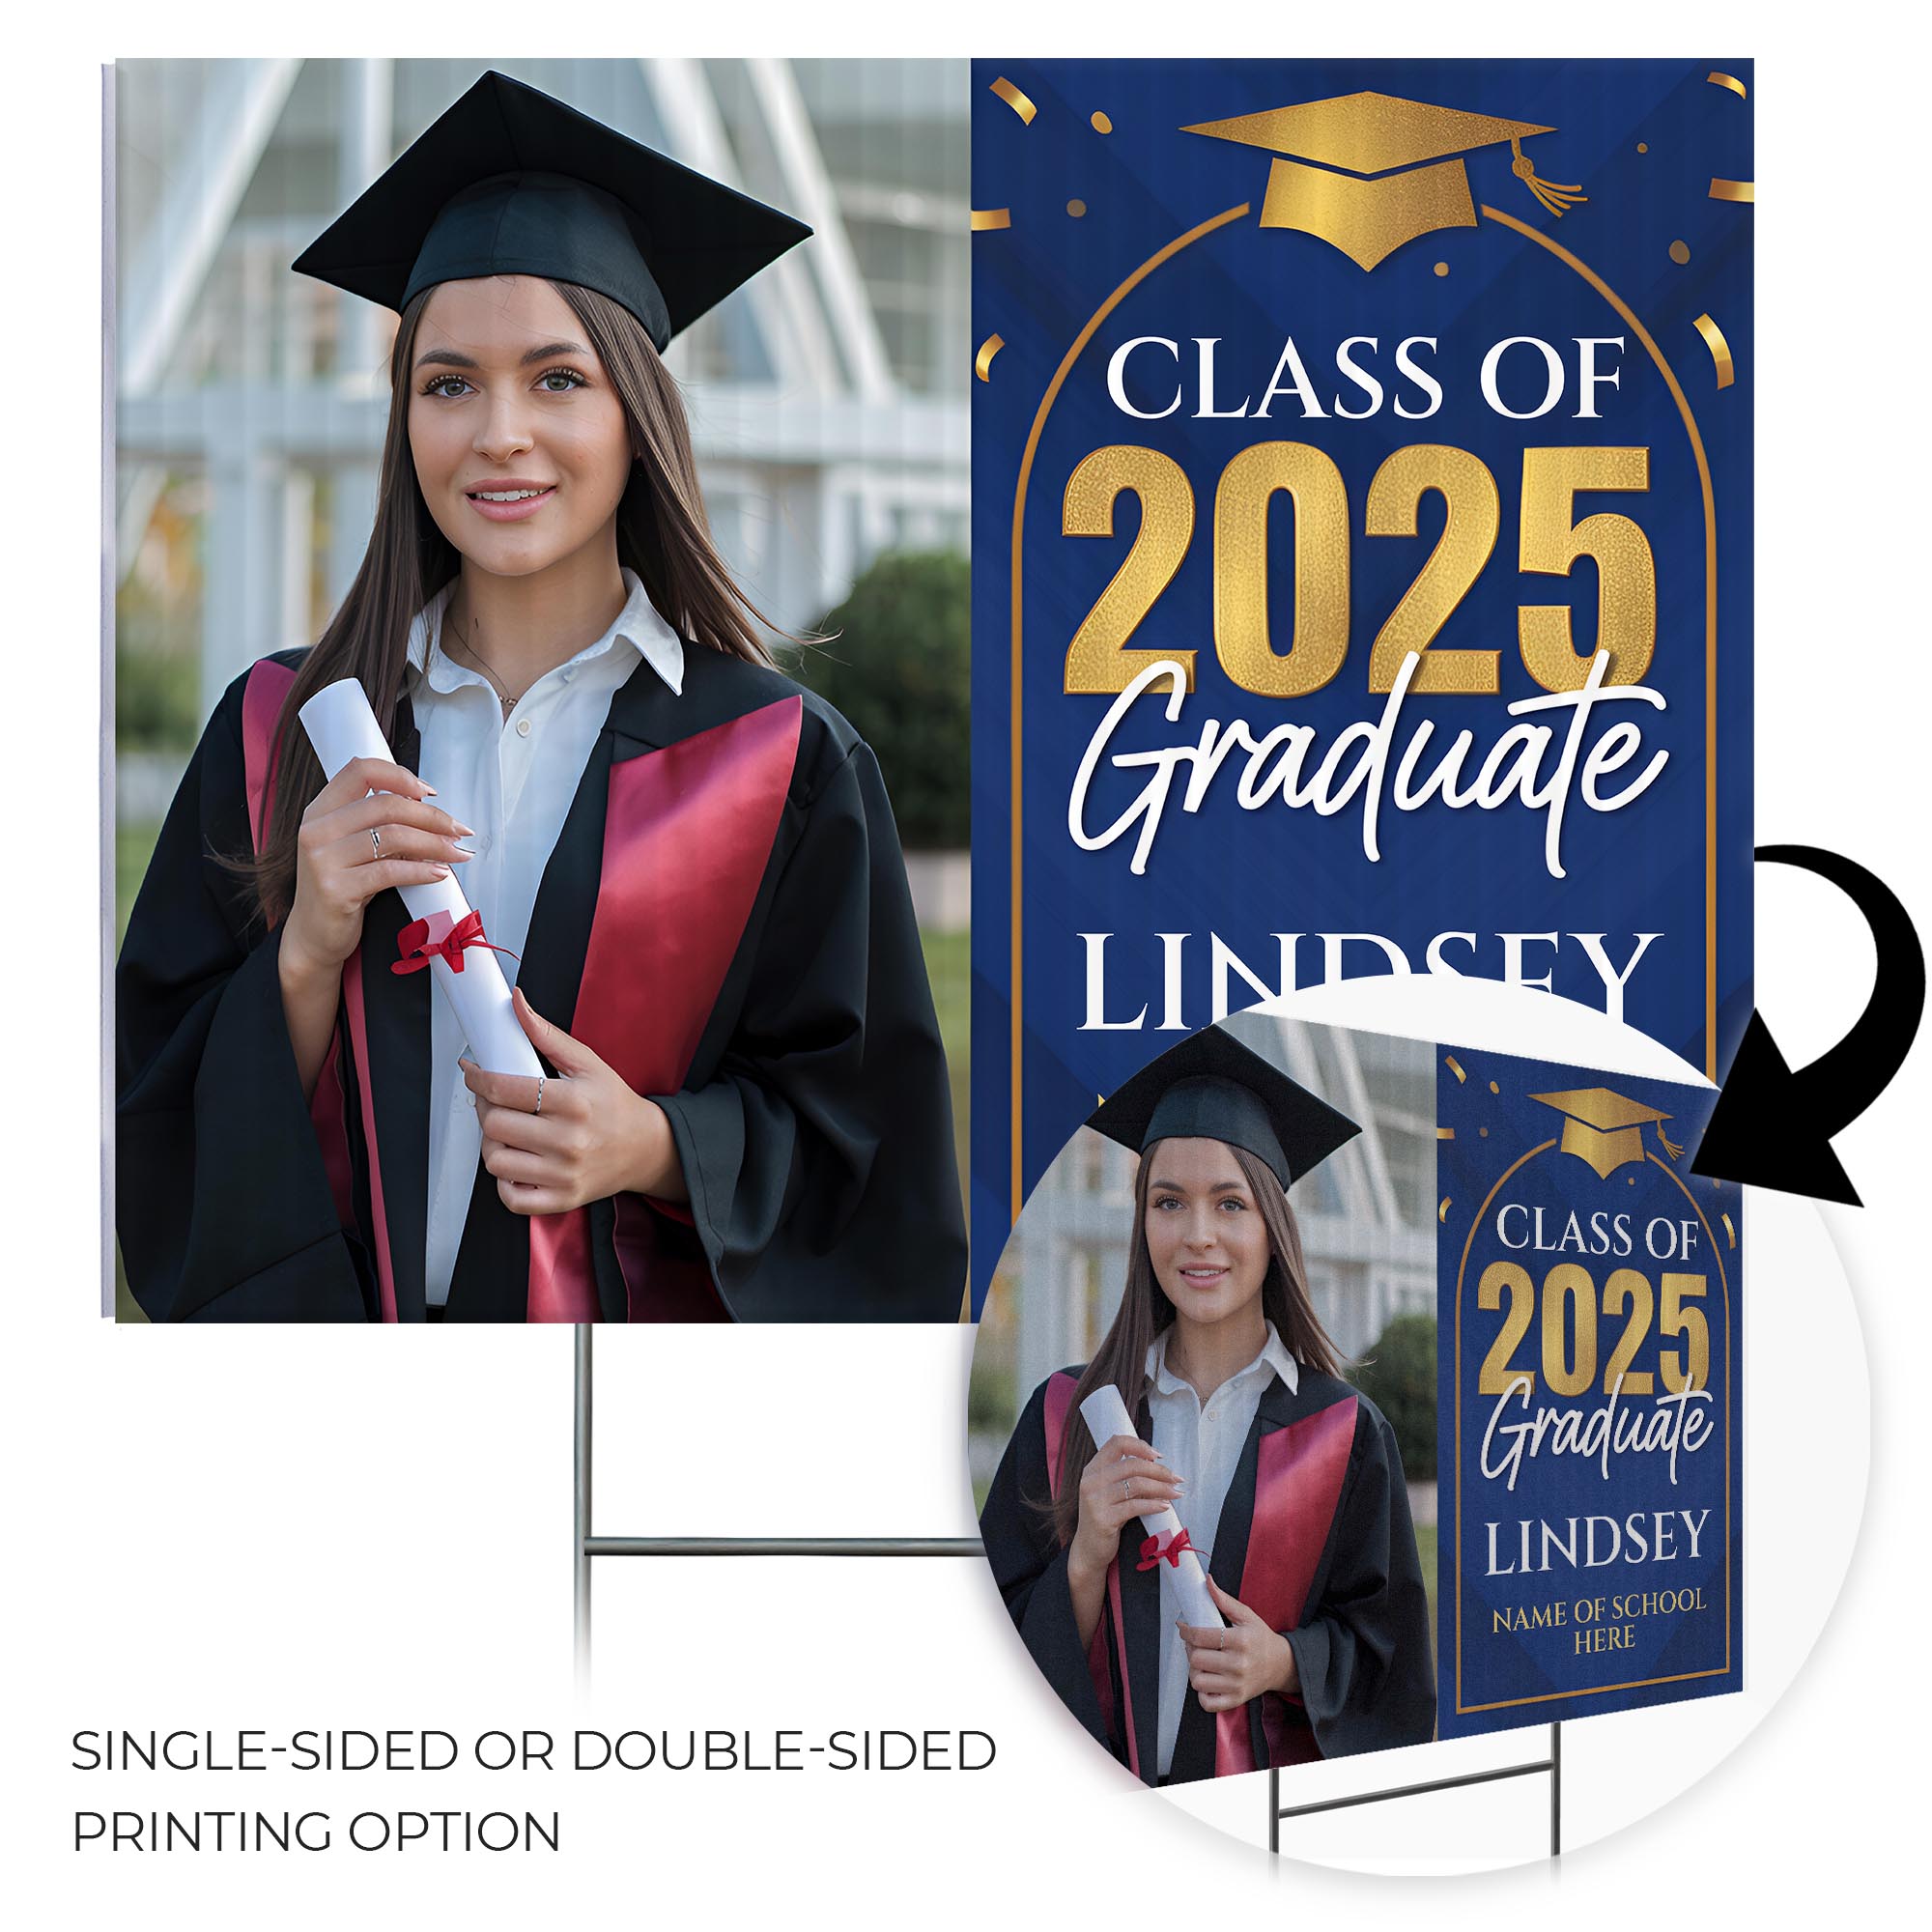 CLASS OF
2025
Graduate
LINDSEY
CLASS OF
2025
Graduate
LINDSEY
NAME OF SCHOOL
HERE
SINGLE-SIDED OR DOUBLE-SIDED
PRINTING OPTION